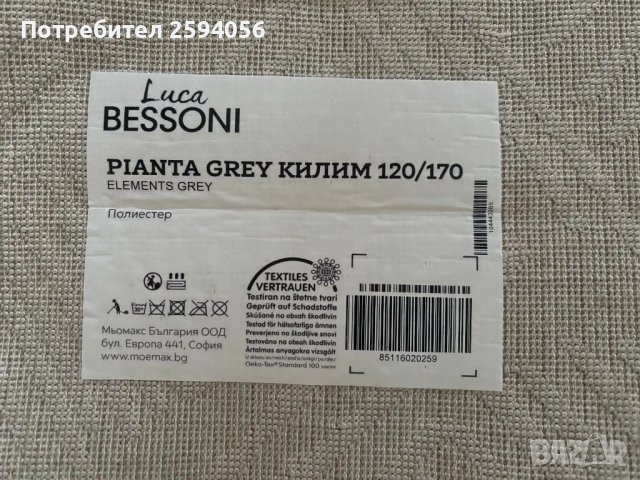 Потребител 2594056
Luca
BESSONI
PIANTA GREY КИЛИМ 120/170
ELEMENTS GREY
Полиестер
TEXTILES
VERTRAUEN
Testiran na štetne tvari
Geprüft auf Schadstoffe
Skúšané na obsah škodlivín
Testad för hälsofarliga ämnen
Preverjeno na škodljive snovi
Testováno na obsah škodlivin
Ártalmas anyagokra vizsgált
Oeko-Tex® Standard 100
Мьомакс България ООД
бул. Европа 441, София
www.moemax.bg
85116020259
BAZAR